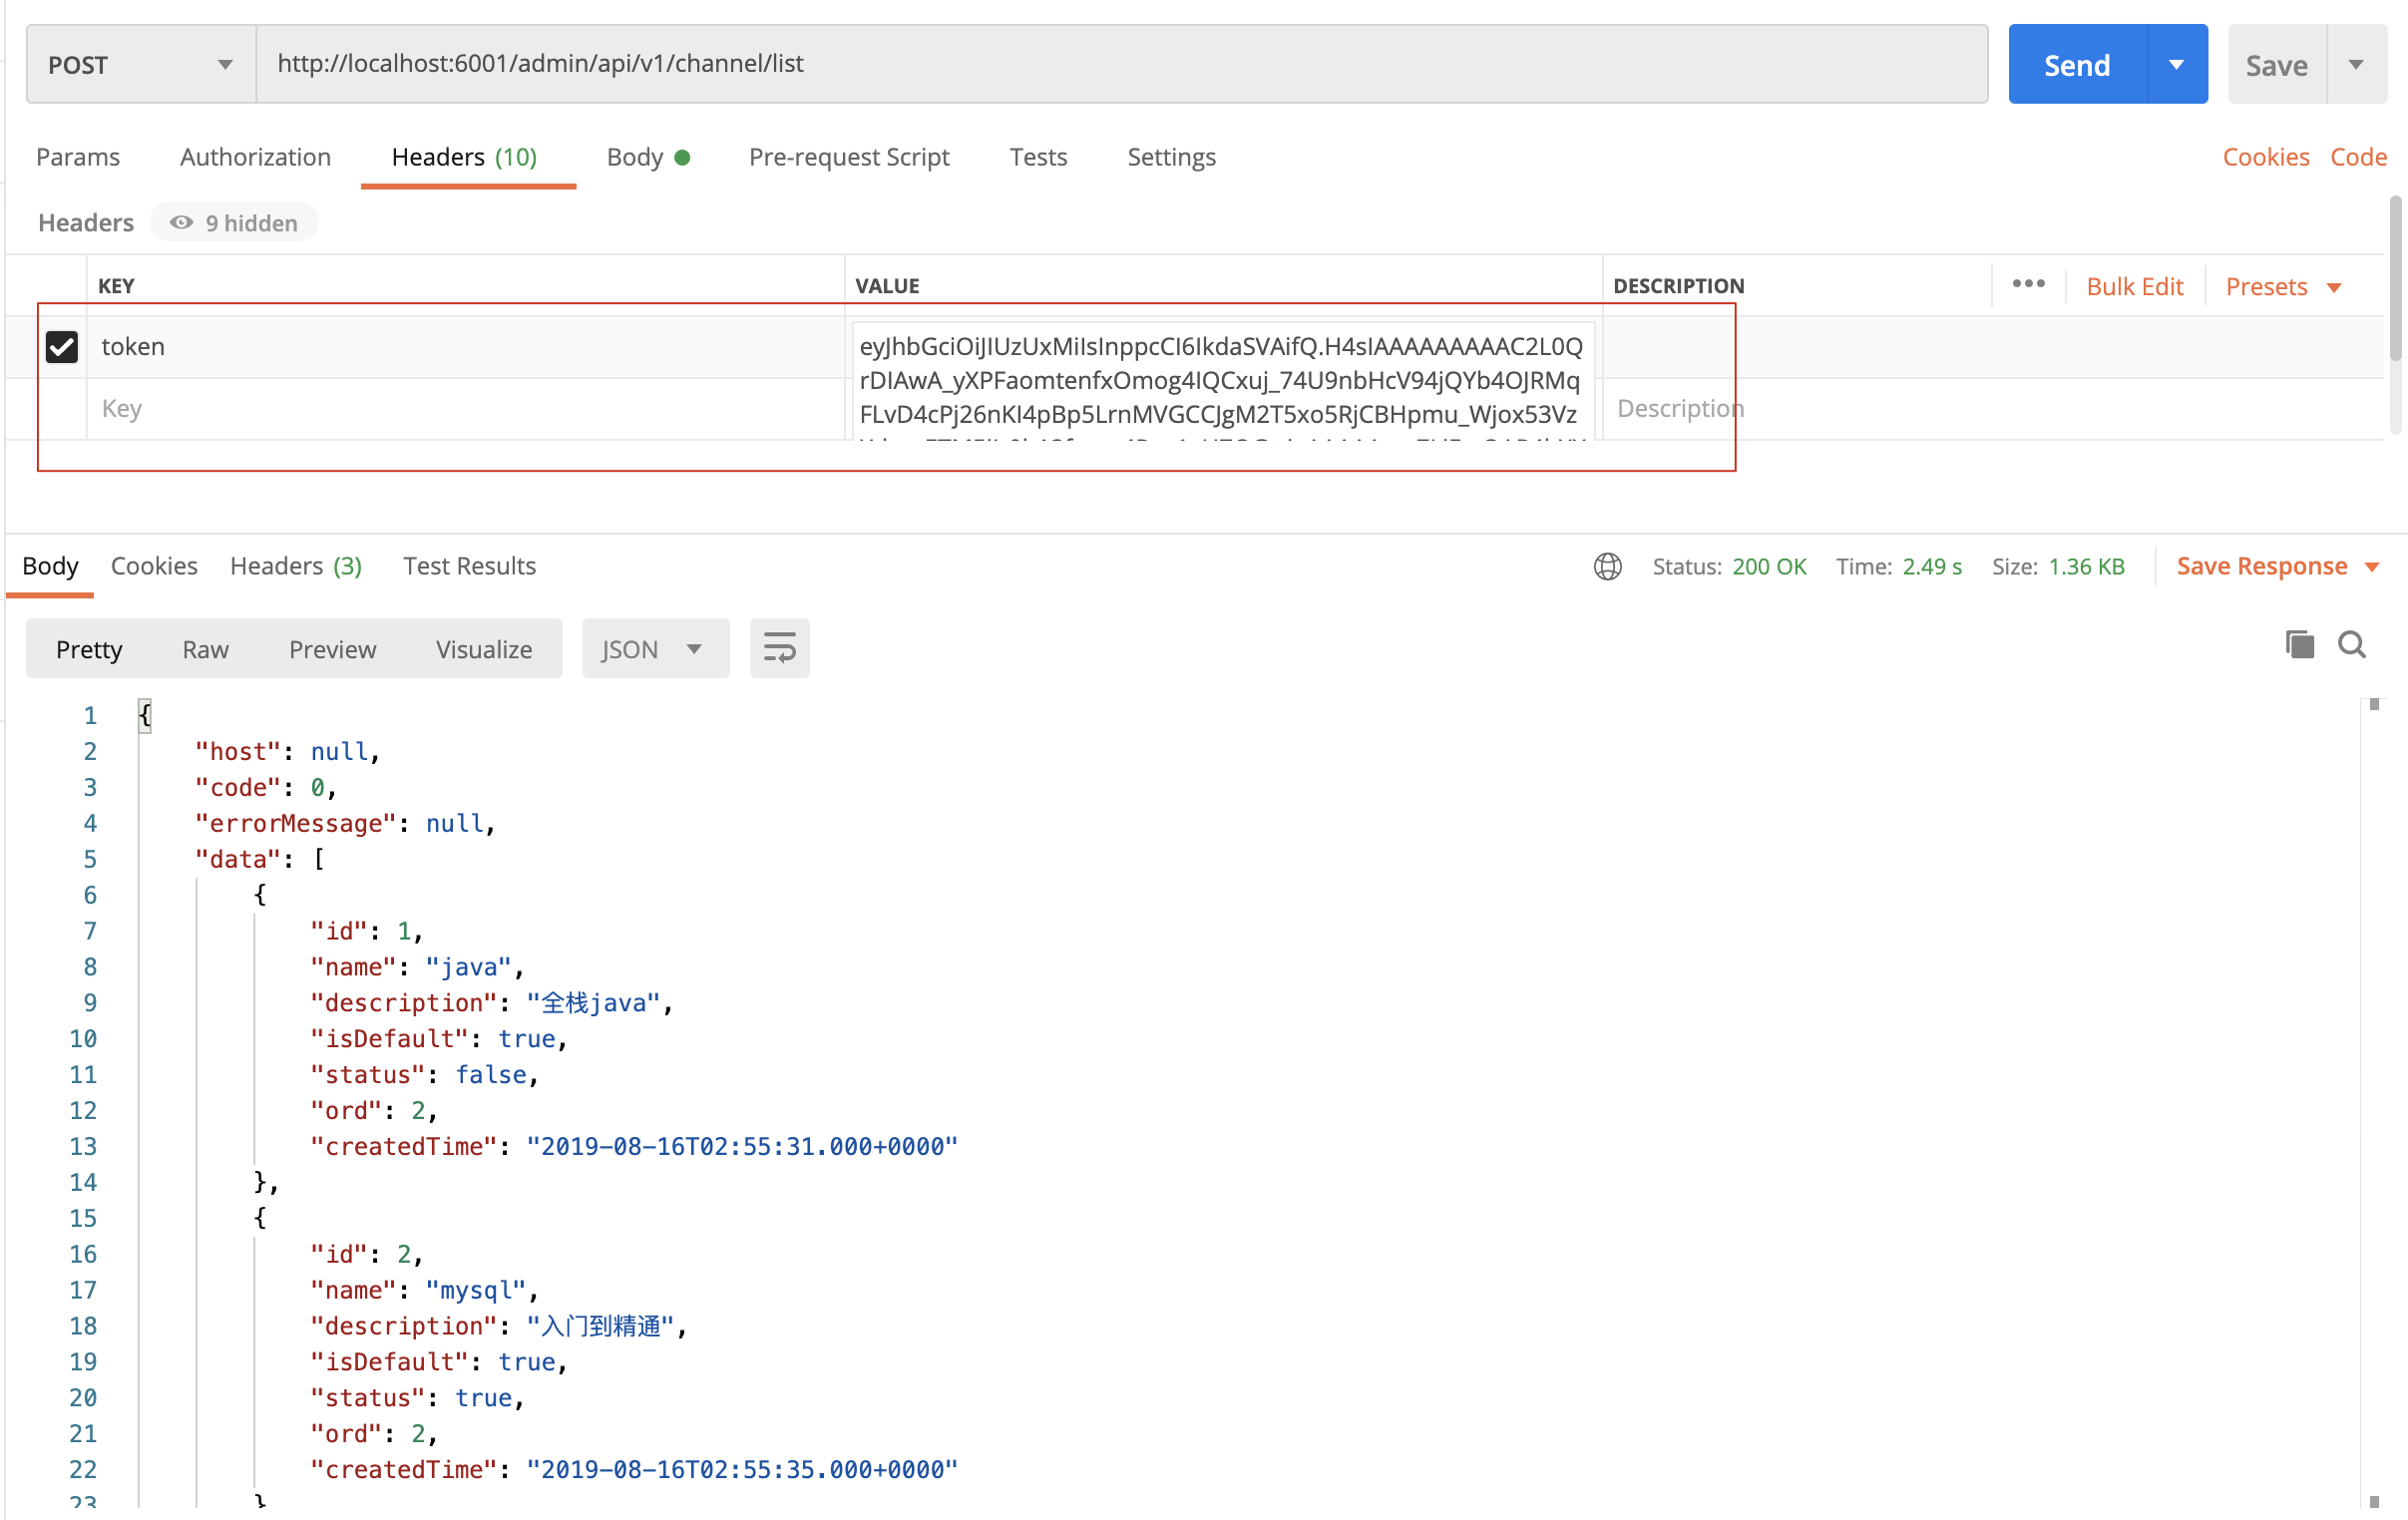 POST http://localhost:6001/admin/api/v1/channel/list Send Save
Params Authorization Headers (10) Body Pre-request Script Tests Settings Cookies Code
Headers 9 hidden
KEY VALUE DESCRIPTION ••• Bulk Edit Presets
token eyJhbGciOiJIUzUxMiIsInppcCI6IkdaSVAifQ.H4sIAAAAAAAAAC2L0Q
rDIAwA_yXPFaomtenfxOmog4IQCxuj_74U9nbHcV94jQYb4OJRMq
Key FLvD4cPj26nKI4pBp5LrnMVGCCJgM2T5xo5RjCBHpmu_Wjox53Vz Description
Body Cookies Headers (3) Test Results Status: 200 OK Time: 2.49 s Size: 1.36 KB Save Response
Pretty Raw Preview Visualize JSON
1 {
2 "host": null,
3 "code": 0,
4 "errorMessage": null,
5 "data": [
6 {
7 "id": 1,
8 "name": "java",
9 "description": "全栈java",
10 "isDefault": true,
11 "status": false,
12 "ord": 2,
13 "createdTime": "2019-08-16T02:55:31.000+0000"
14 },
15 {
16 "id": 2,
17 "name": "mysql",
18 "description": "入门到精通",
19 "isDefault": true,
20 "status": true,
21 "ord": 2,
22 "createdTime": "2019-08-16T02:55:35.000+0000"
23 }